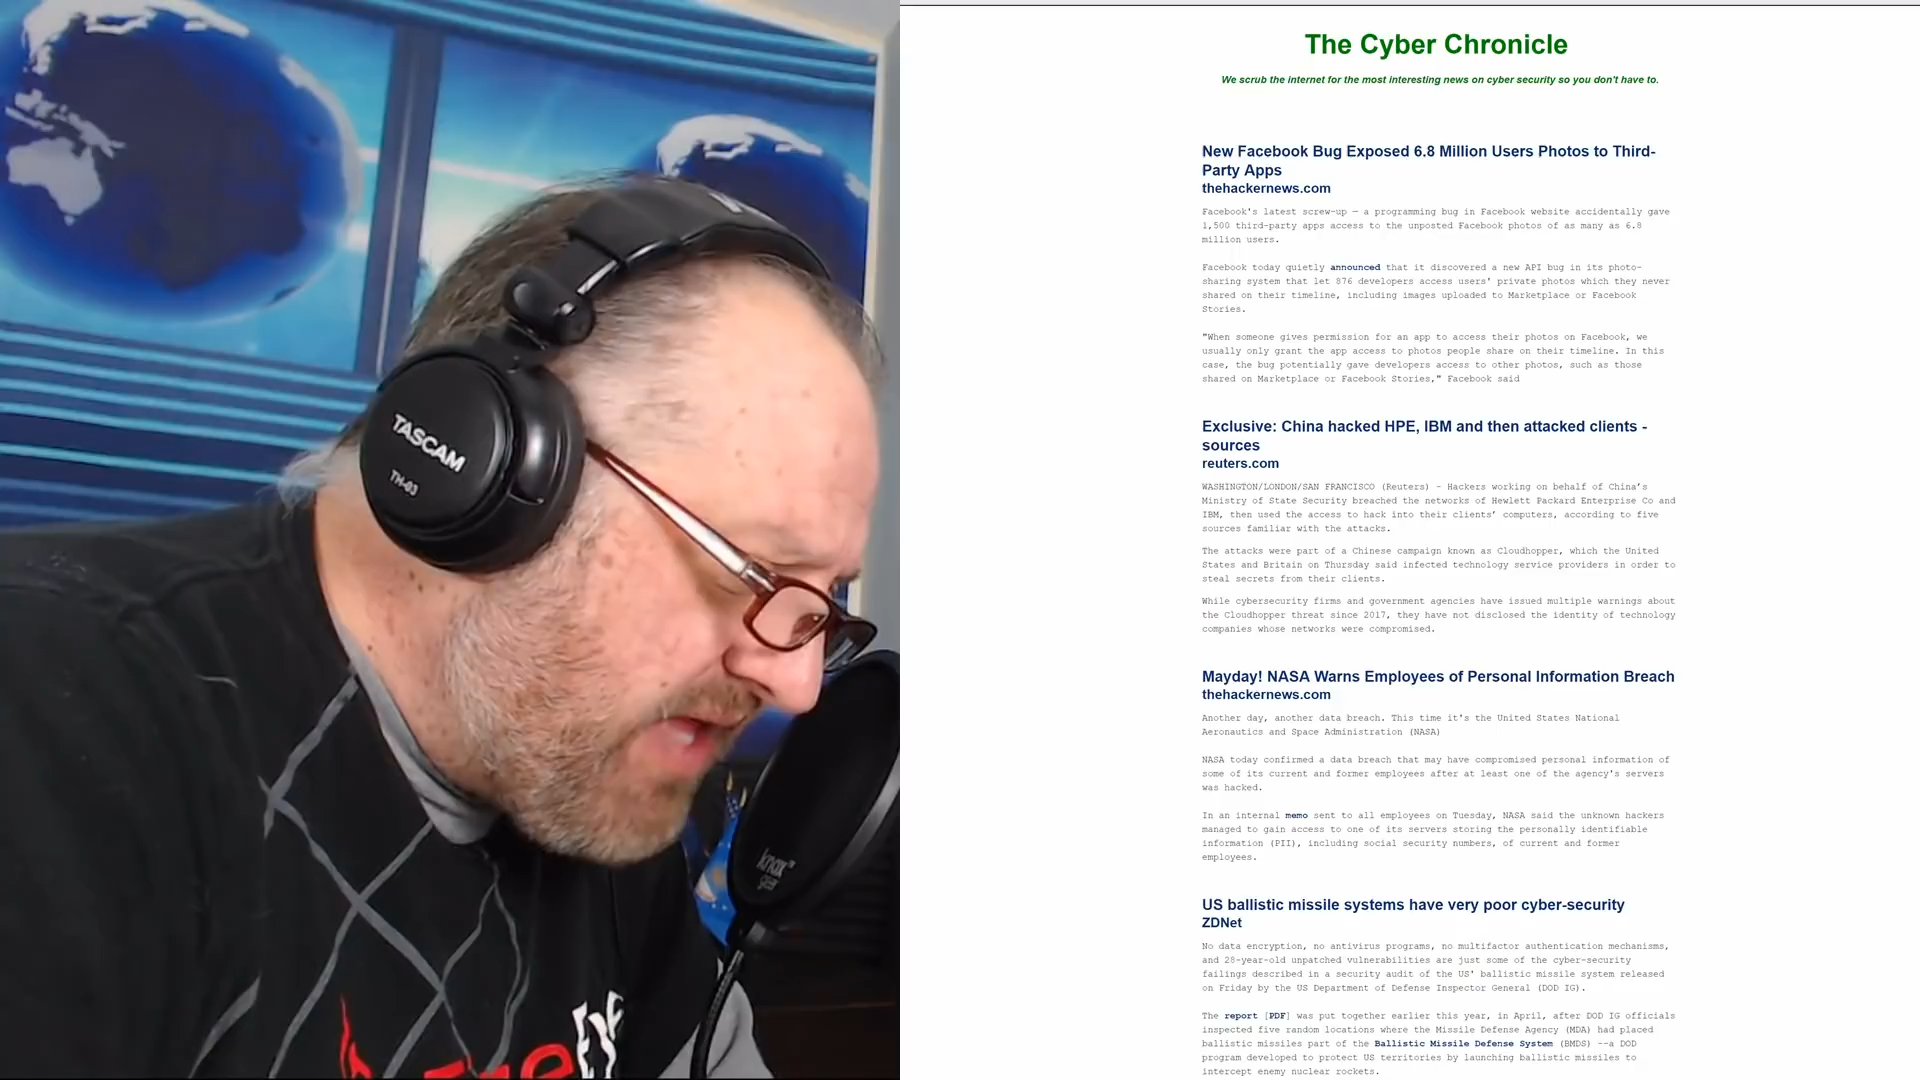 TASCAM
TH-03
knox
gear
The Cyber Chronicle
We scrub the internet for the most interesting news on cyber security so you don't have to.
New Facebook Bug Exposed 6.8 Million Users Photos to Third-
Party Apps
thehackernews.com
Facebook's latest screw-up — a programming bug in Facebook website accidentally gave
1,500 third-party apps access to the unposted Facebook photos of as many as 6.8
million users.
Facebook today quietly announced that it discovered a new API bug in its photo-
sharing system that let 876 developers access users' private photos which they never
shared on their timeline, including images uploaded to Marketplace or Facebook
Stories.
"When someone gives permission for an app to access their photos on Facebook, we
usually only grant the app access to photos people share on their timeline. In this
case, the bug potentially gave developers access to other photos, such as those
shared on Marketplace or Facebook Stories," Facebook said
Exclusive: China hacked HPE, IBM and then attacked clients -
sources
reuters.com
WASHINGTON/LONDON/SAN FRANCISCO (Reuters) - Hackers working on behalf of China’s
Ministry of State Security breached the networks of Hewlett Packard Enterprise Co and
IBM, then used the access to hack into their clients’ computers, according to five
sources familiar with the attacks.
The attacks were part of a Chinese campaign known as Cloudhopper, which the United
States and Britain on Thursday said infected technology service providers in order to
steal secrets from their clients.
While cybersecurity firms and government agencies have issued multiple warnings about
the Cloudhopper threat since 2017, they have not disclosed the identity of technology
companies whose networks were compromised.
Mayday! NASA Warns Employees of Personal Information Breach
thehackernews.com
Another day, another data breach. This time it's the United States National
Aeronautics and Space Administration (NASA)
NASA today confirmed a data breach that may have compromised personal information of
some of its current and former employees after at least one of the agency's servers
was hacked.
In an internal memo sent to all employees on Tuesday, NASA said the unknown hackers
managed to gain access to one of its servers storing the personally identifiable
information (PII), including social security numbers, of current and former
employees.
US ballistic missile systems have very poor cyber-security
ZDNet
No data encryption, no antivirus programs, no multifactor authentication mechanisms,
and 28-year-old unpatched vulnerabilities are just some of the cyber-security
failings described in a security audit of the US' ballistic missile system released
on Friday by the US Department of Defense Inspector General (DOD IG).
The report [PDF] was put together earlier this year, in April, after DOD IG officials
inspected five random locations where the Missile Defense Agency (MDA) had placed
ballistic missiles part of the Ballistic Missile Defense System (BMDS) --a DOD
program developed to protect US territories by launching ballistic missiles to
intercept enemy nuclear rockets.